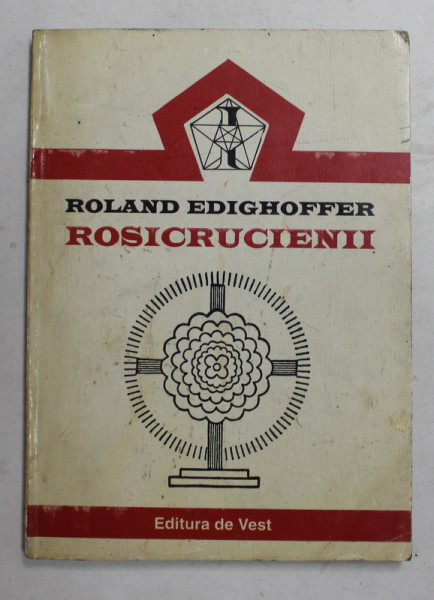 I
ROLAND EDIGHOFFER
ROSICRUCIENII
Editura de Vest